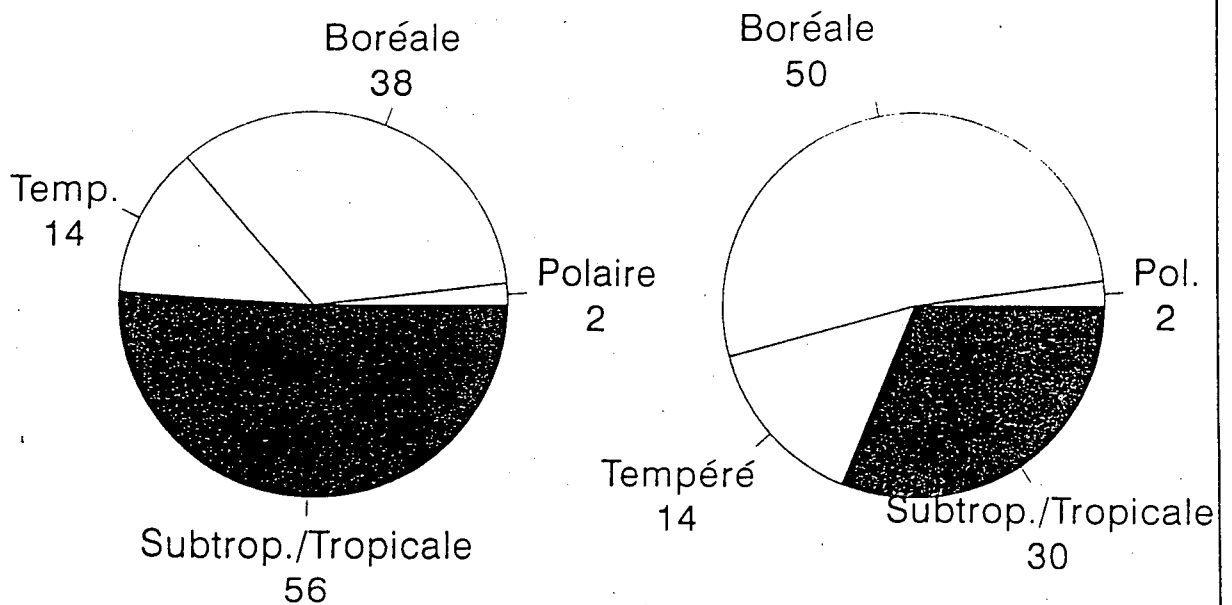 Boréale
38
Temp.
14
Polaire
2
Subtrop./Tropicale
56
Boréale
50
Pol.
2
Tempéré
14
Subtrop./Tropicale
30